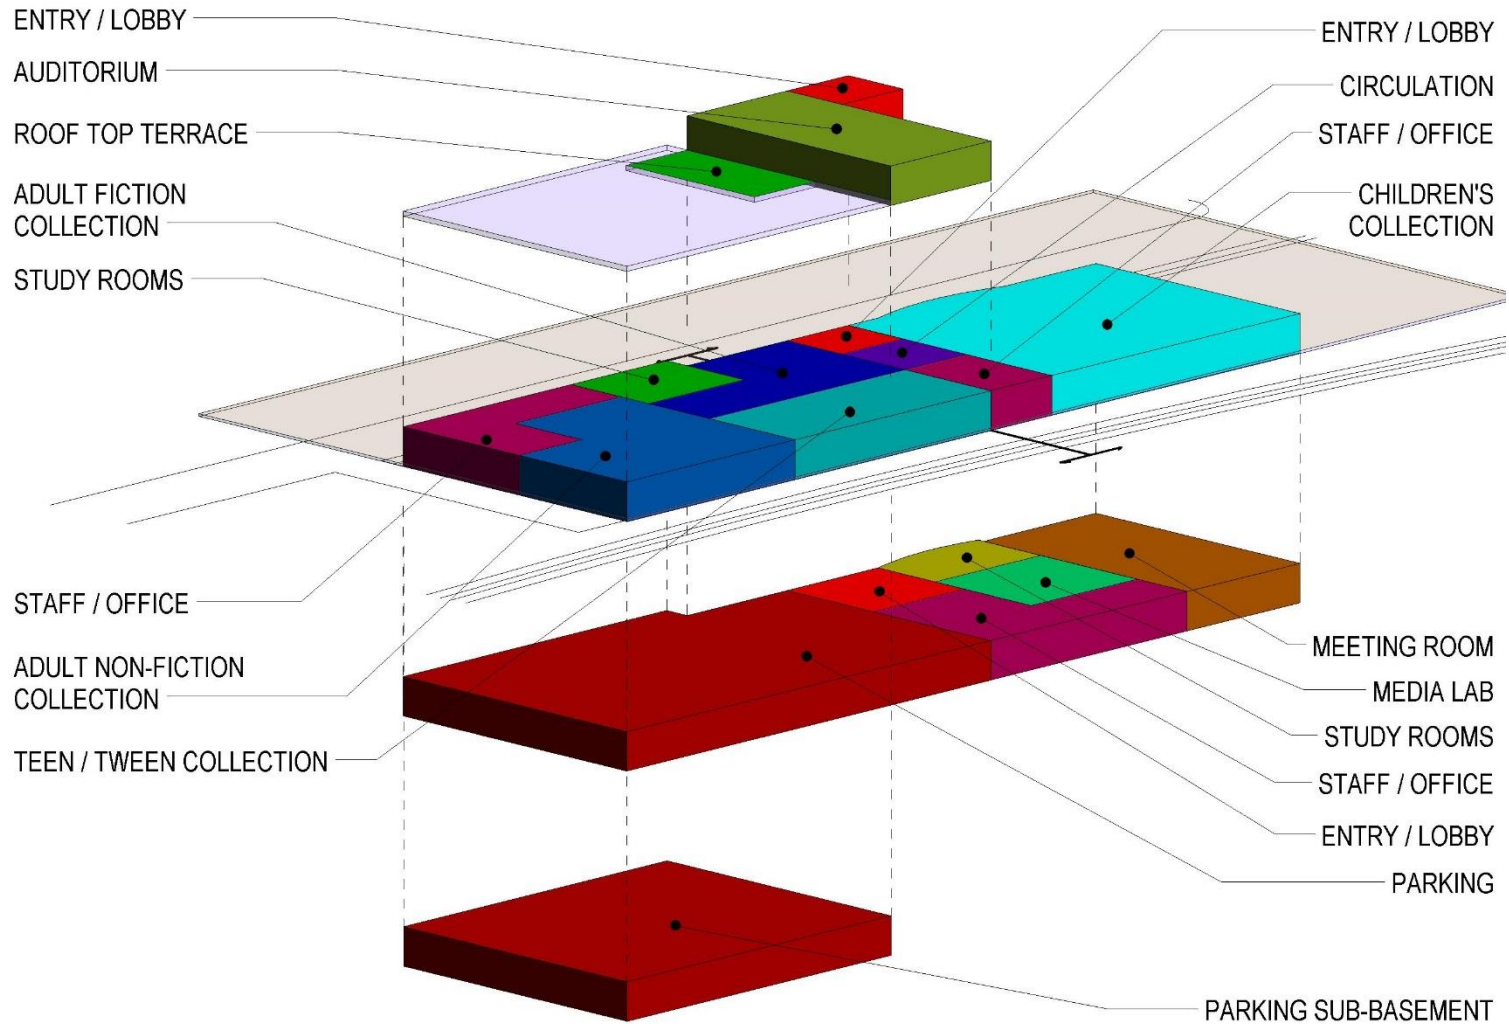 ENTRY / LOBBY
AUDITORIUM
ROOF TOP TERRACE
ADULT FICTION
COLLECTION
STUDY ROOMS
STAFF / OFFICE
ADULT NON-FICTION
COLLECTION
TEEN / TWEEN COLLECTION
ENTRY / LOBBY
CIRCULATION
STAFF / OFFICE
CHILDREN'S
COLLECTION
MEETING ROOM
MEDIA LAB
STUDY ROOMS
STAFF / OFFICE
ENTRY / LOBBY
PARKING
PARKING SUB-BASEMENT